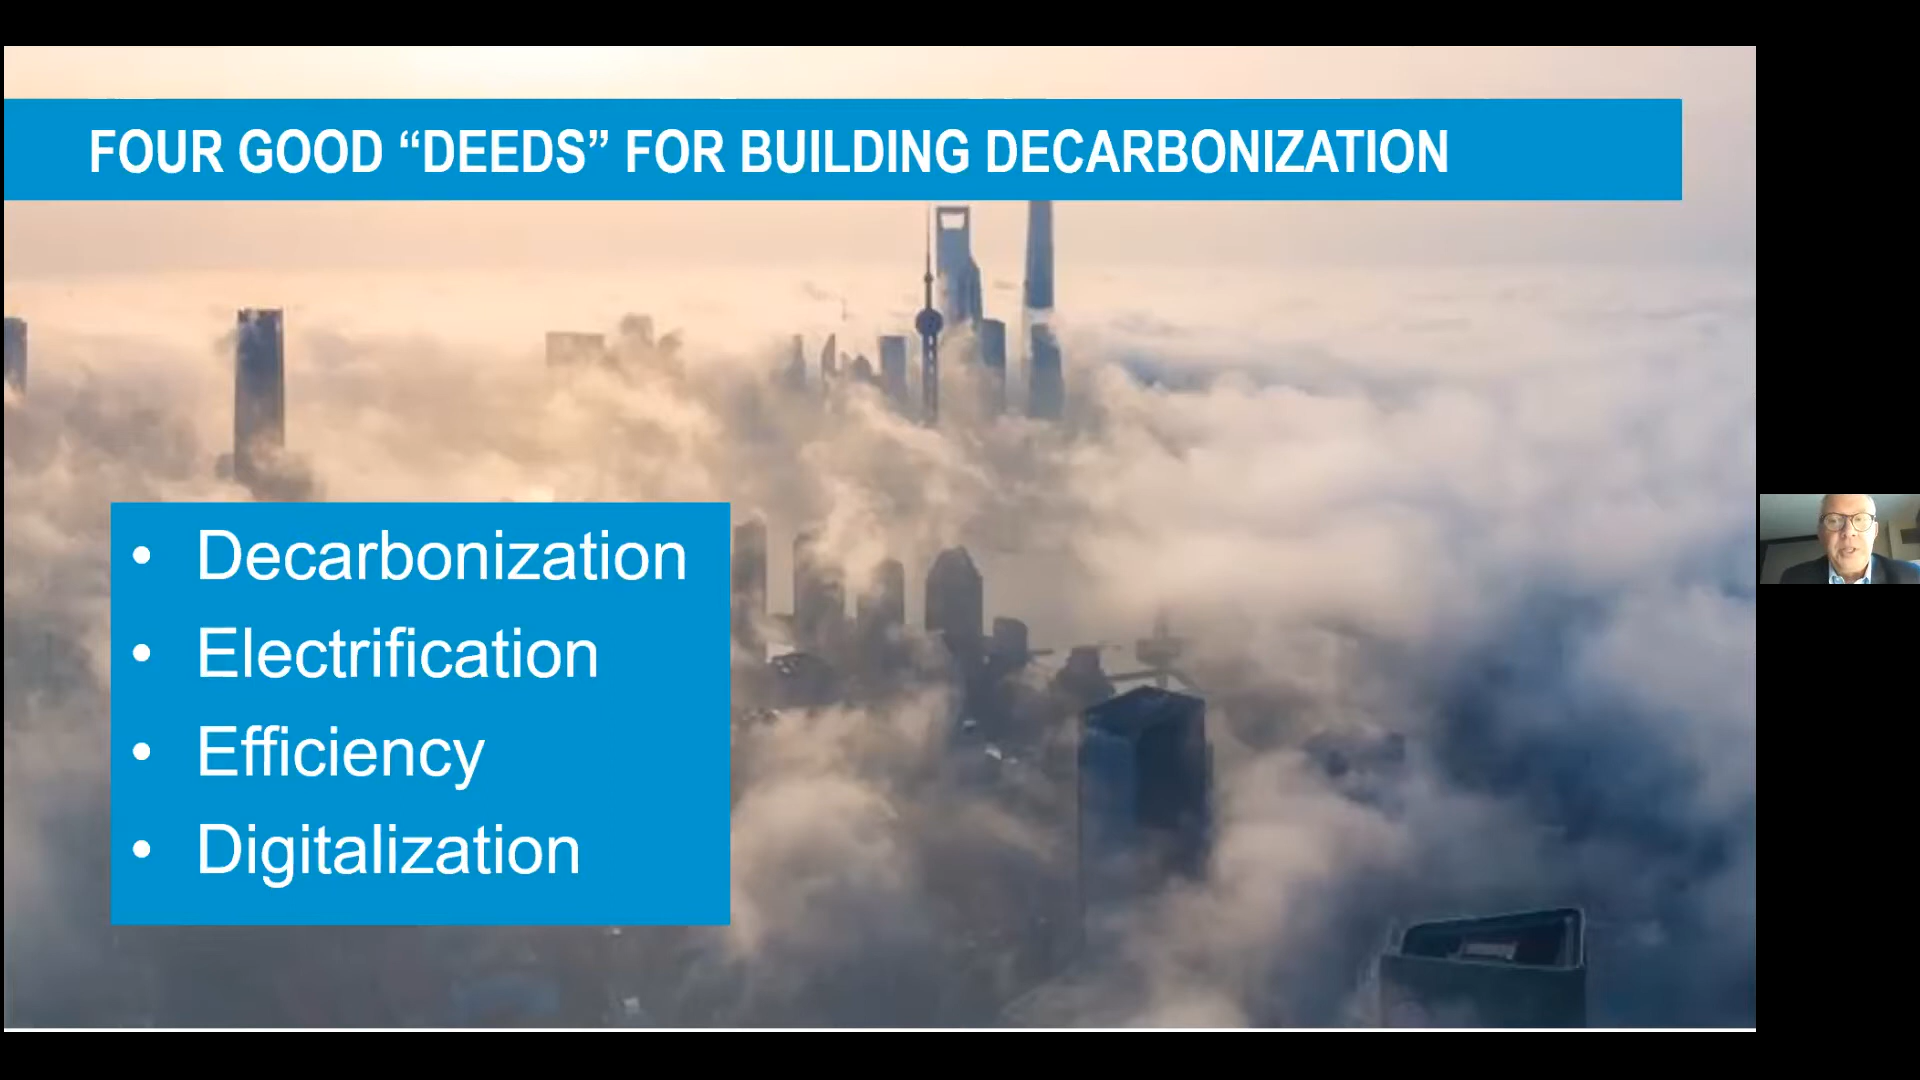 FOUR GOOD “DEEDS” FOR BUILDING DECARBONIZATION
• Decarbonization
• Electrification
• Efficiency
• Digitalization